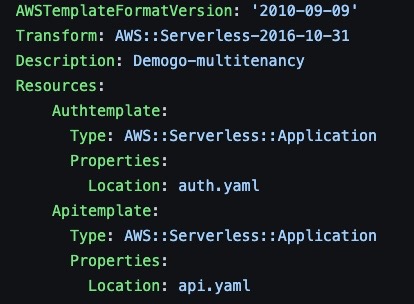 AWSTemplateFormatVersion: '2010-09-09'
Transform: AWS::Serverless-2016-10-31
Description: Demogo-multitenancy
Resources:
    Authtemplate:
      Type: AWS::Serverless::Application
      Properties:
        Location: auth.yaml
    Apitemplate:
      Type: AWS::Serverless::Application
      Properties:
        Location: api.yaml